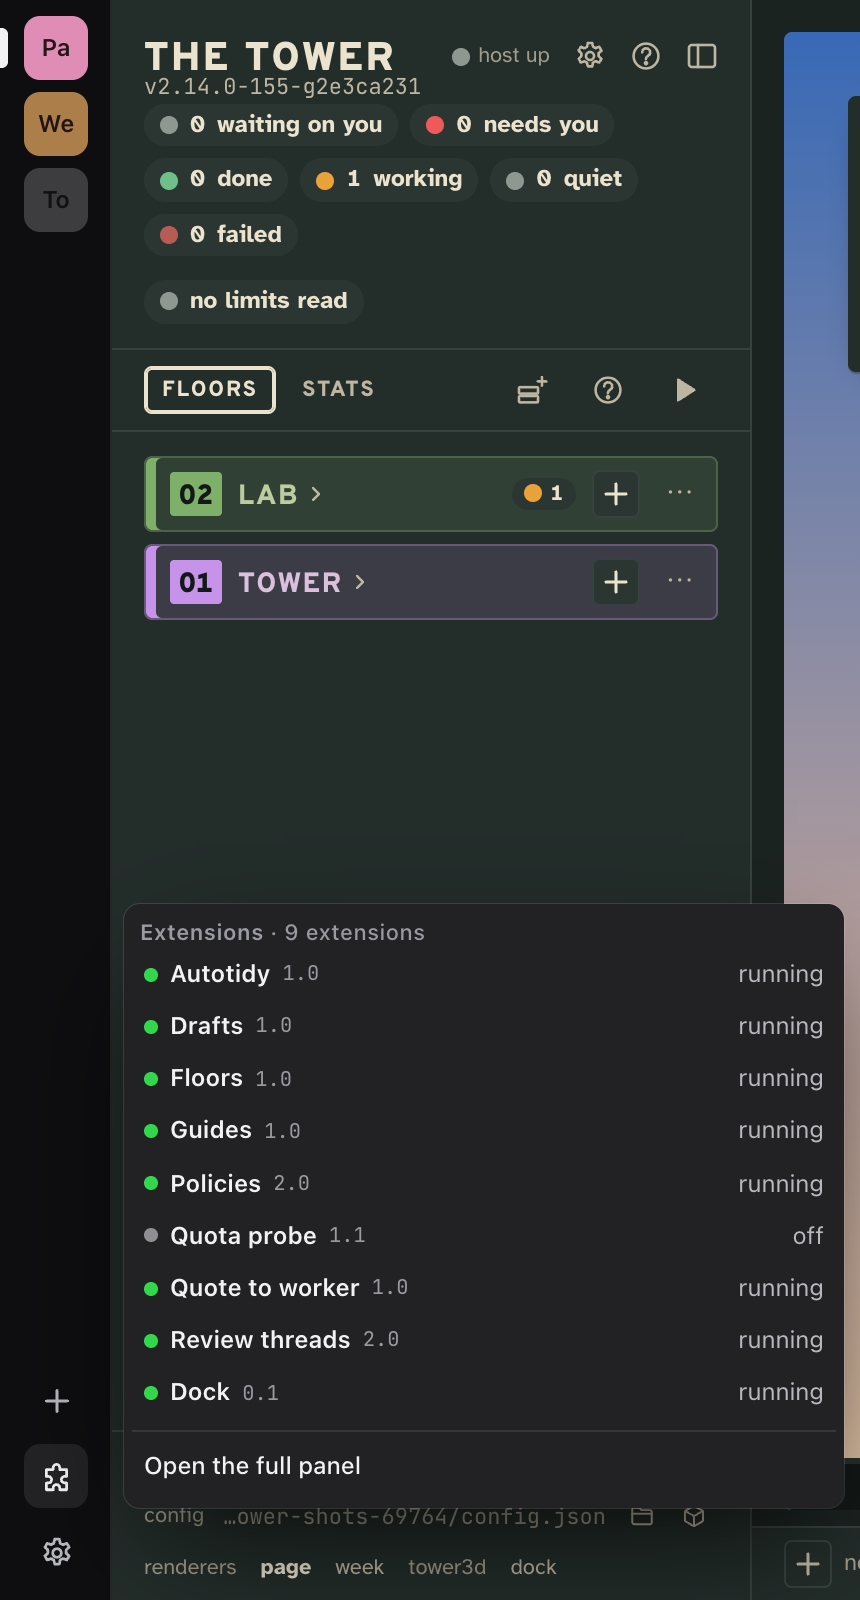 Pa
We
To
THE TOWER
host up
v2.14.0-155-g2e3ca231
0 waiting on you
0 needs you
0 done
1 working
0 quiet
0 failed
no limits read
FLOORS
STATS
02 LAB ›
1
+
···
01 TOWER ›
+
···
Extensions · 9 extensions
Autotidy 1.0 running
Drafts 1.0 running
Floors 1.0 running
Guides 1.0 running
Policies 2.0 running
Quota probe 1.1 off
Quote to worker 1.0 running
Review threads 2.0 running
Dock 0.1 running
Open the full panel
config …ower-shots-69764/config.json
renderers page week tower3d dock